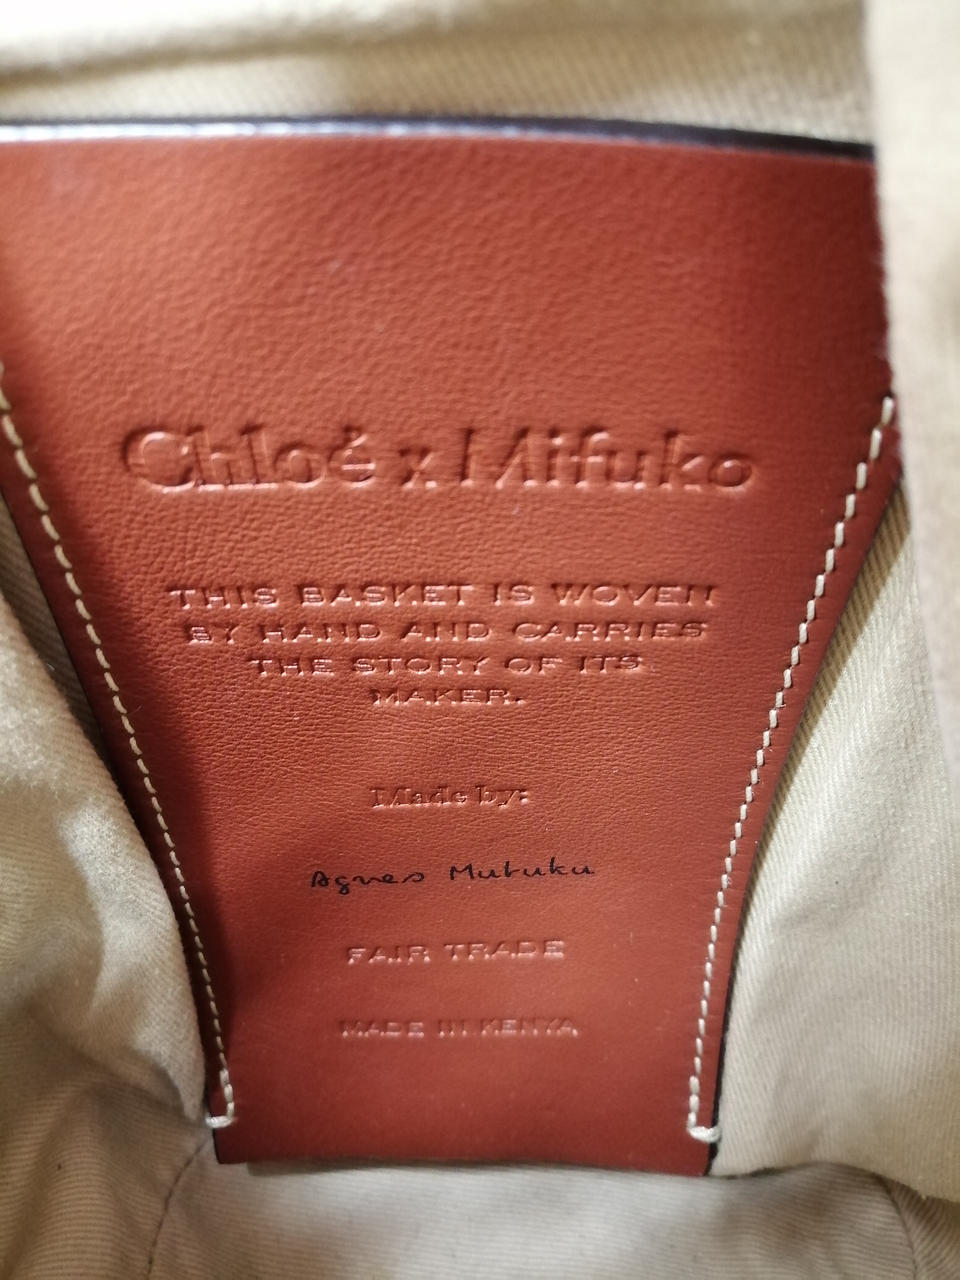 Chloé x Mifuko
THIS BASKET IS WOVEN
BY HAND AND CARRIES
THE STORY OF ITS
MAKER.
Made by:
Agnes Mutuku
FAIR TRADE
MADE IN KENYA